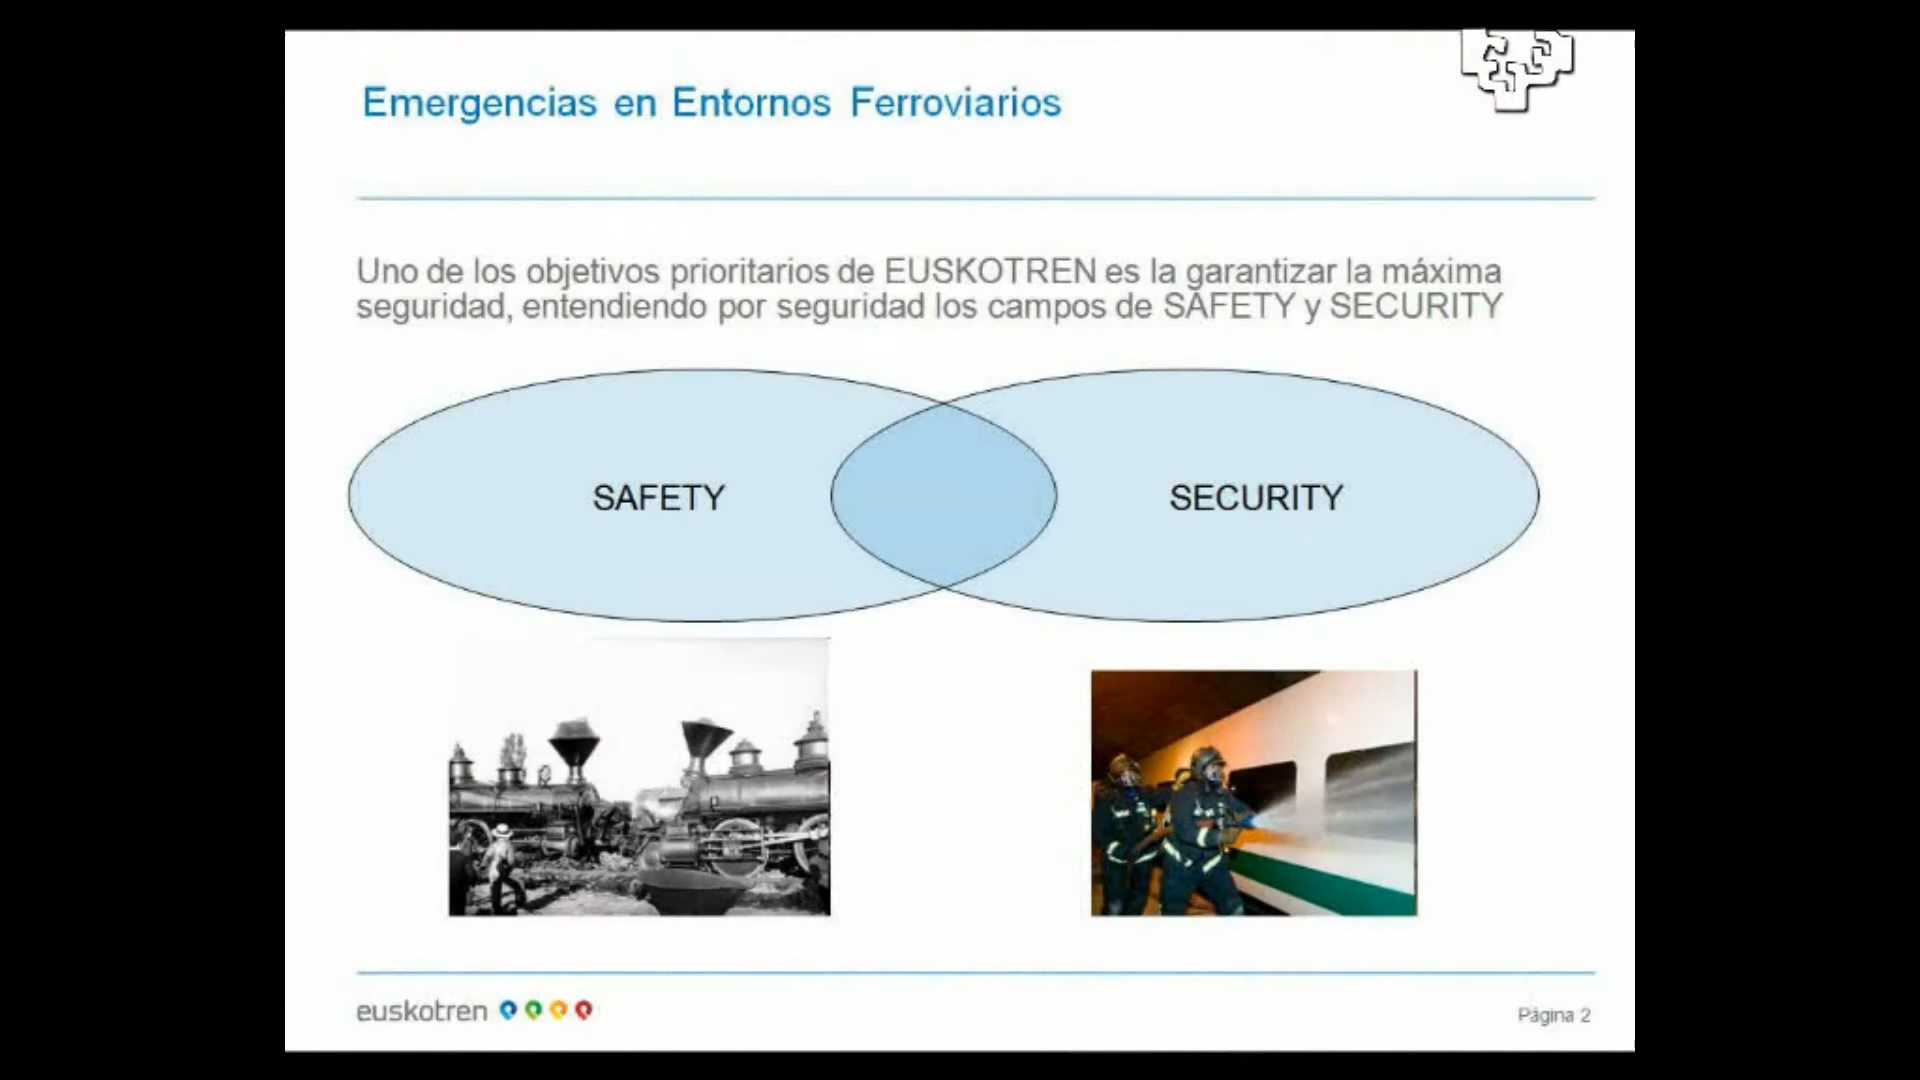 Emergencias en Entornos Ferroviarios
Uno de los objetivos prioritarios de EUSKOTREN es la garantizar la máxima
seguridad, entendiendo por seguridad los campos de SAFETY y SECURITY
SAFETY
SECURITY
euskotren
Página 2